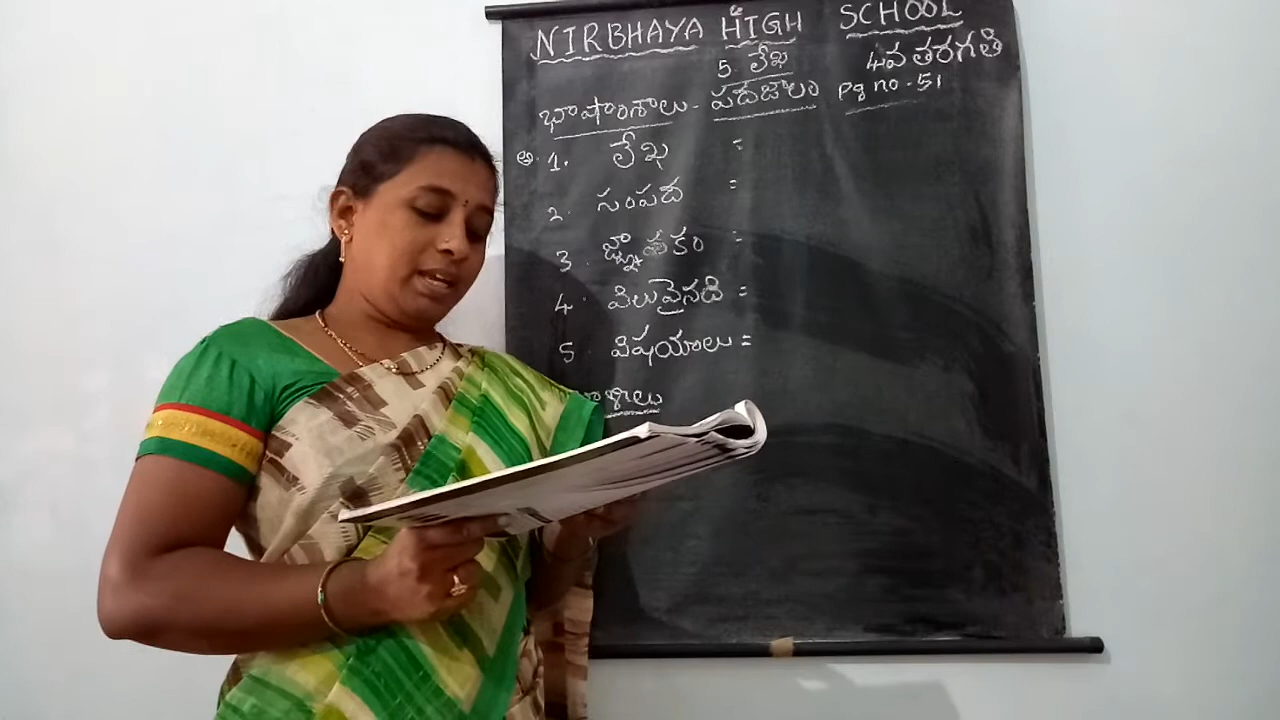 NIRBHAYA HIGH SCHOOL
5. లేఖ 4వ తరగతి
భాషాంశాలు - పదజాలం pg no - 51
అ. 1. లేఖ =
2. సంపద =
3. జ్ఞాపకం =
4. విలువైనది =
5. విషయాలు =